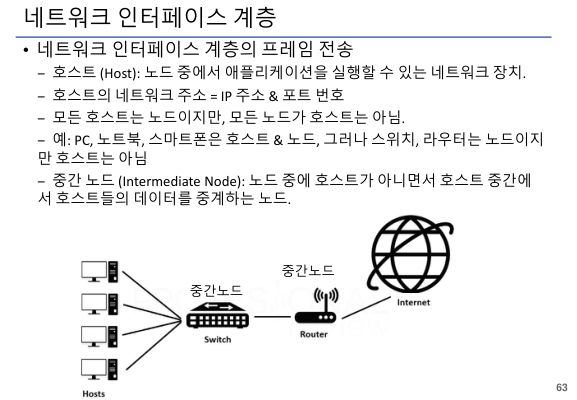 네트워크 인터페이스 계층
• 네트워크 인터페이스 계층의 프레임 전송
– 호스트 (Host): 노드 중에서 애플리케이션을 실행할 수 있는 네트워크 장치.
– 호스트의 네트워크 주소 = IP 주소 & 포트 번호
– 모든 호스트는 노드이지만, 모든 노드가 호스트는 아님.
– 예: PC, 노트북, 스마트폰은 호스트 & 노드, 그러나 스위치, 라우터는 노드이지
만 호스트는 아님
– 중간 노드 (Intermediate Node): 노드 중에 호스트가 아니면서 호스트 중간에
서 호스트들의 데이터를 중계하는 노드.
중간노드
중간노드
Internet
Switch
Router
Hosts
63